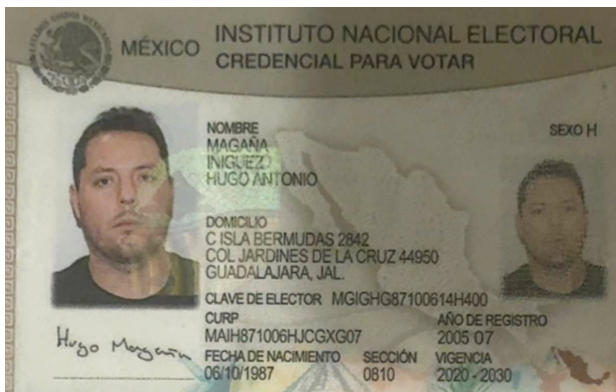 MÉXICO
INSTITUTO NACIONAL ELECTORAL
CREDENCIAL PARA VOTAR
NOMBRE
SEXO H
MAGAÑA
INIGUEZ
HUGO ANTONIO
DOMICILIO
C ISLA BERMUDAS 2842
COL JARDINES DE LA CRUZ 44950
GUADALAJARA, JAL.
CLAVE DE ELECTOR MGIGHG87100614H400
CURP AÑO DE REGISTRO
MAIH871006HJCGXG07 2005 07
Hugo Magaña
FECHA DE NACIMIENTO SECCIÓN VIGENCIA
06/10/1987 0810 2020 - 2030